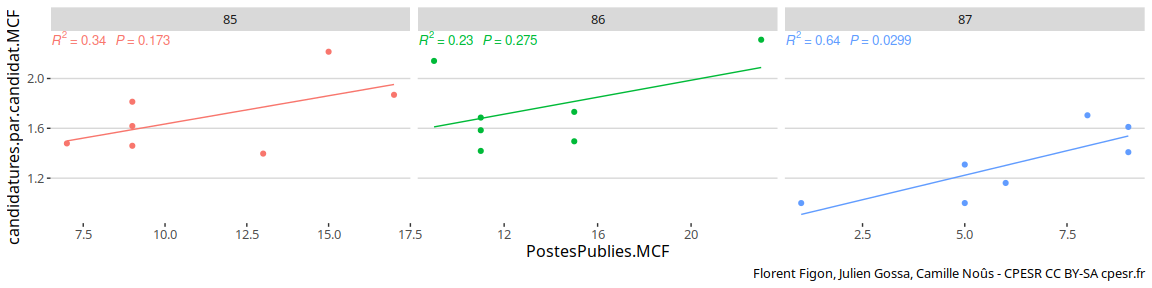 85 86 87
R² = 0.34 P = 0.173 R² = 0.23 P = 0.275 R² = 0.64 P = 0.0299
candidatures.par.candidat.MCF
2.0
1.6
1.2
7.5 10.0 12.5 15.0 17.5 12 16 20 2.5 5.0 7.5
PostesPublies.MCF
Florent Figon, Julien Gossa, Camille Noûs - CPESR CC BY-SA cpesr.fr